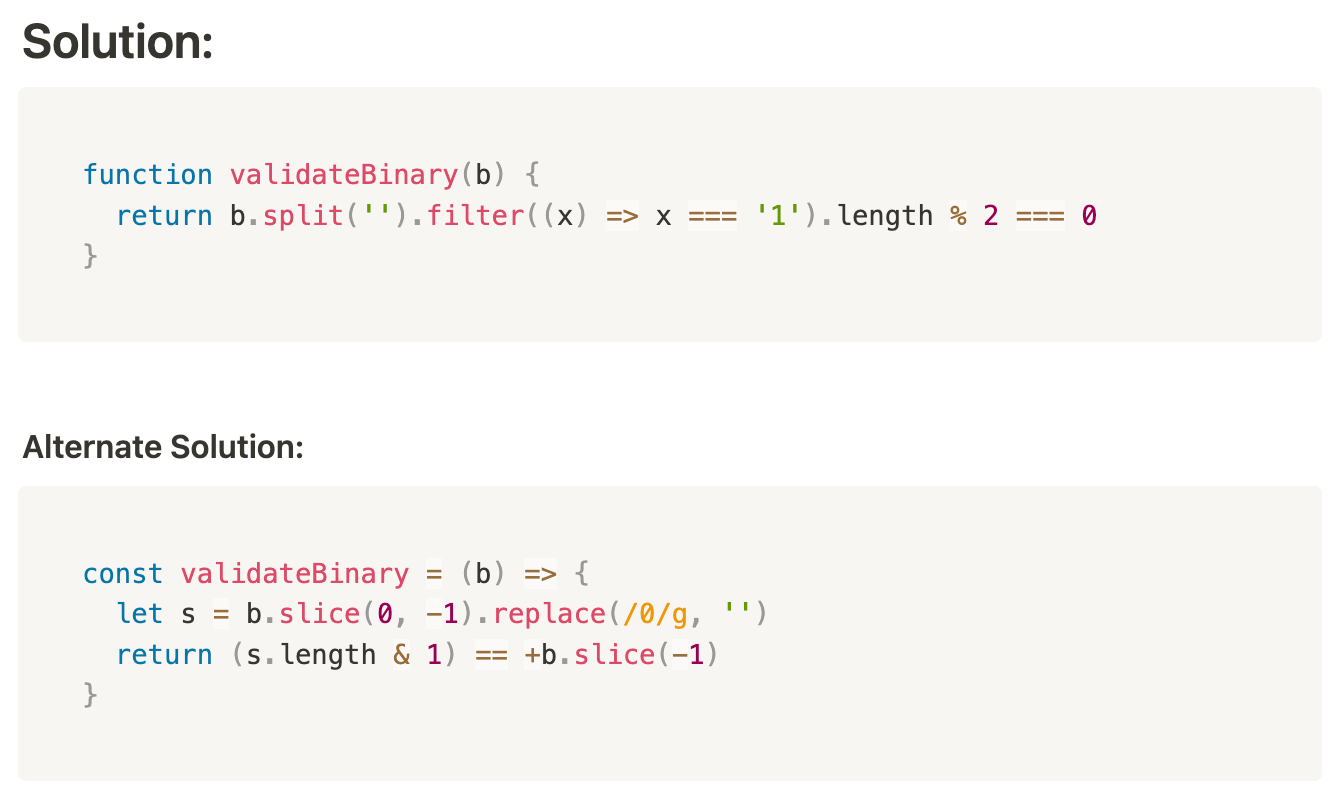 Solution:
function validateBinary(b) {
  return b.split('').filter((x) => x === '1').length % 2 === 0
}
Alternate Solution:
const validateBinary = (b) => {
  let s = b.slice(0, -1).replace(/0/g, '')
  return (s.length & 1) == +b.slice(-1)
}